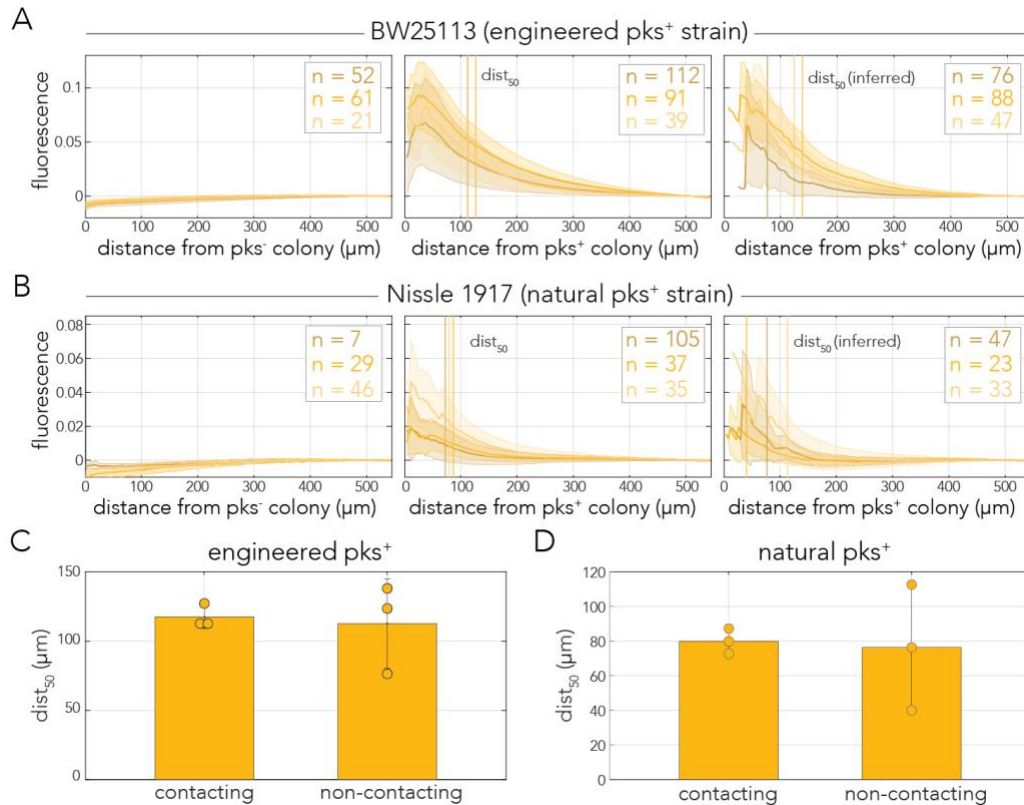 A
BW25113 (engineered pks⁺ strain)
fluorescence
0.1
0.05
0
n = 52
n = 61
n = 21
0 100 200 300 400 500
distance from pks⁻ colony (µm)
dist₅₀
n = 112
n = 91
n = 39
0 100 200 300 400 500
distance from pks⁺ colony (µm)
dist₅₀ (inferred)
n = 76
n = 88
n = 47
0 100 200 300 400 500
distance from pks⁺ colony (µm)
B
Nissle 1917 (natural pks⁺ strain)
fluorescence
0.08
0.06
0.04
0.02
0
n = 7
n = 29
n = 46
0 100 200 300 400 500
distance from pks⁻ colony (µm)
dist₅₀
n = 105
n = 37
n = 35
0 100 200 300 400 500
distance from pks⁺ colony (µm)
dist₅₀ (inferred)
n = 47
n = 23
n = 33
0 100 200 300 400 500
distance from pks⁺ colony (µm)
C
engineered pks⁺
dist₅₀ (µm)
150
100
50
0
contacting non-contacting
D
natural pks⁺
dist₅₀ (µm)
120
100
80
60
40
20
0
contacting non-contacting